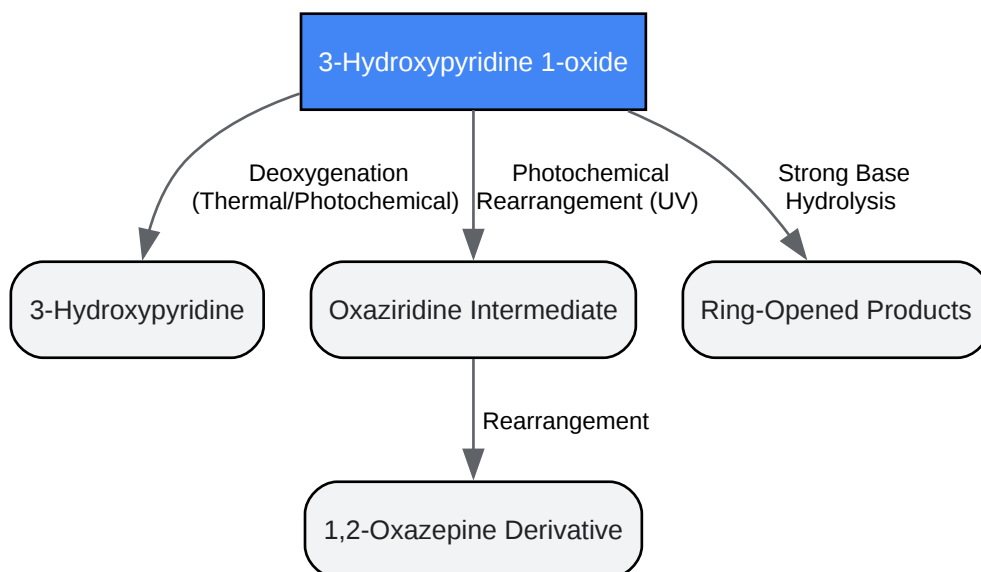 3-Hydroxypyridine 1-oxide
Deoxygenation
(Thermal/Photochemical)
Photochemical
Rearrangement (UV)
Strong Base
Hydrolysis
3-Hydroxypyridine
Oxaziridine Intermediate
Ring-Opened Products
Rearrangement
1,2-Oxazepine Derivative